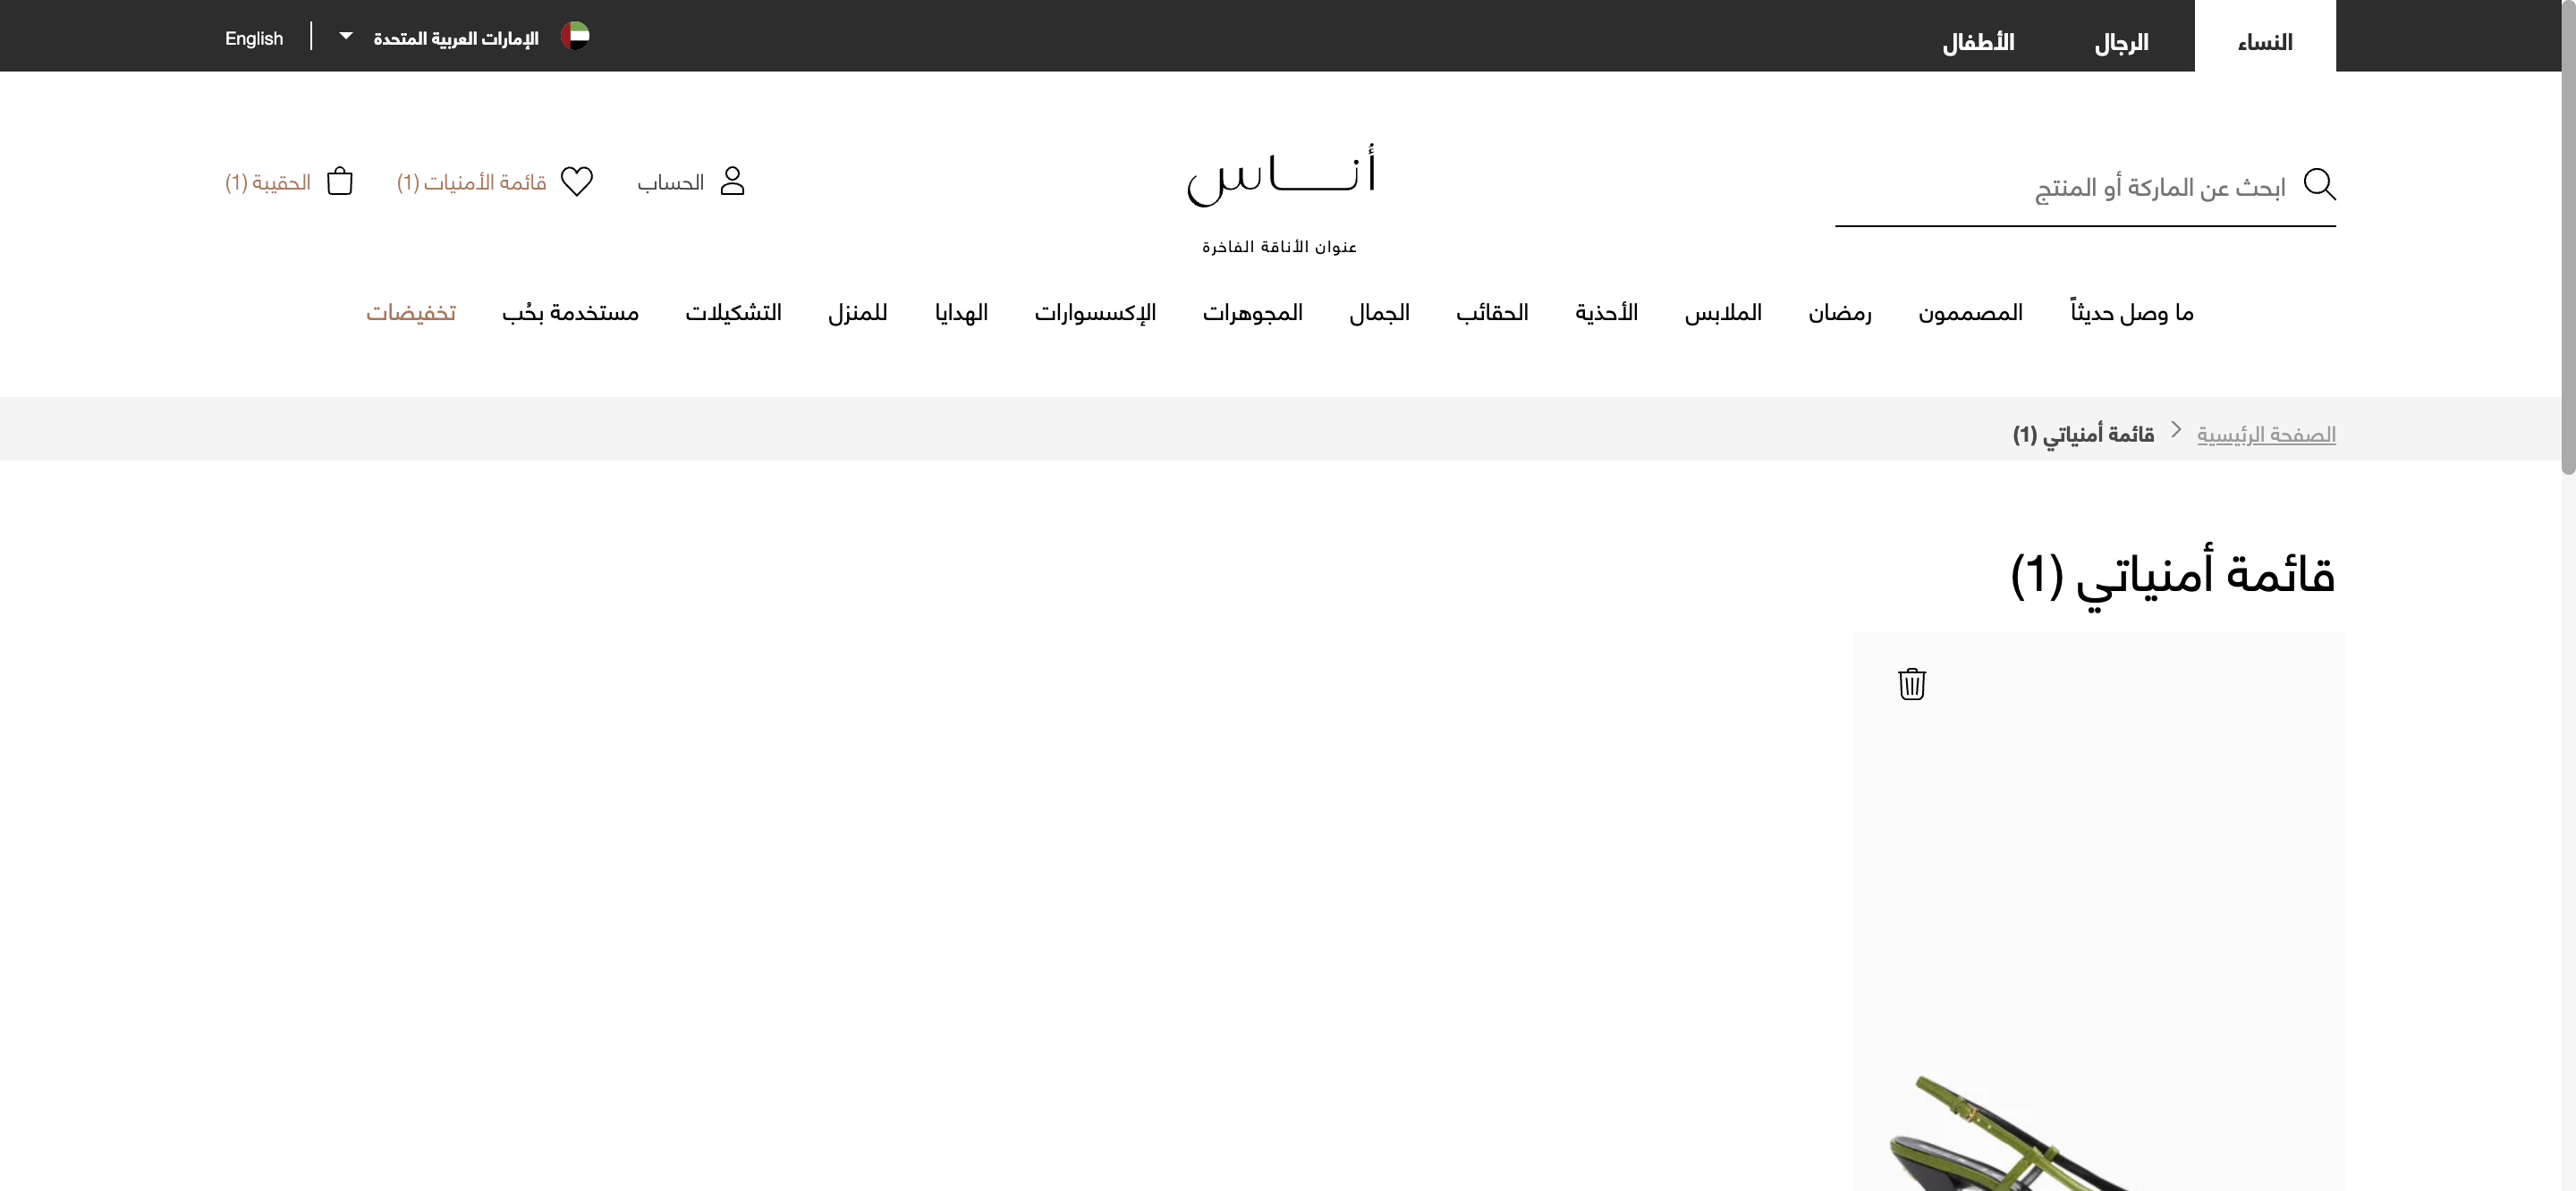 النساء
الرجال
الأطفال
الإمارات العربية المتحدة
English
ابحث عن الماركة أو المنتج
أناس
عنوان الأناقة الفاخرة
الحساب
قائمة الأمنيات (1)
الحقيبة (1)
ما وصل حديثاً
المصممون
رمضان
الملابس
الأحذية
الحقائب
الجمال
المجوهرات
الإكسسوارات
الهدايا
للمنزل
التشكيلات
مستخدمة بحُب
تخفيضات
الصفحة الرئيسية
قائمة أمنياتي (1)
قائمة أمنياتي (1)